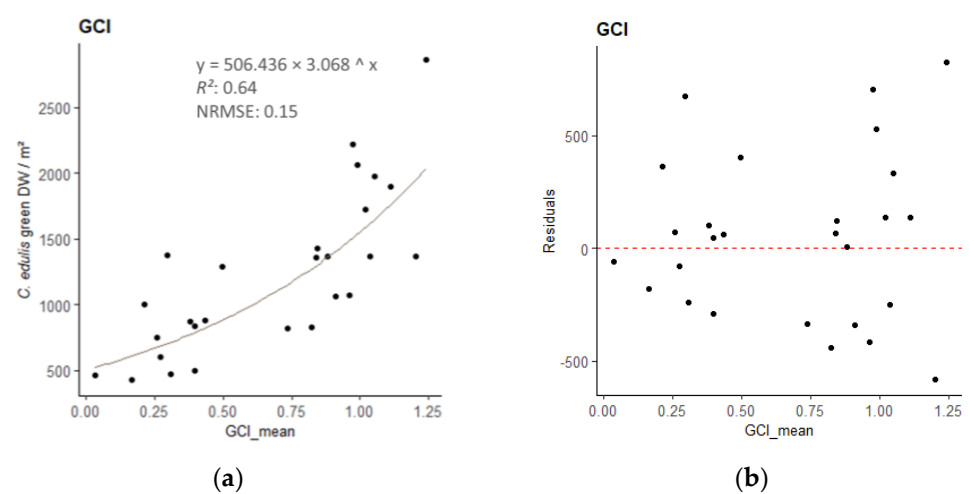 GCI
y = 506.436 × 3.068 ^ x
R²: 0.64
NRMSE: 0.15
C. edulis green DW / m²
2500
2000
1500
1000
500
0.00 0.25 0.50 0.75 1.00 1.25
GCI_mean
(a)
GCI
Residuals
500
0
-500
0.00 0.25 0.50 0.75 1.00 1.25
GCI_mean
(b)